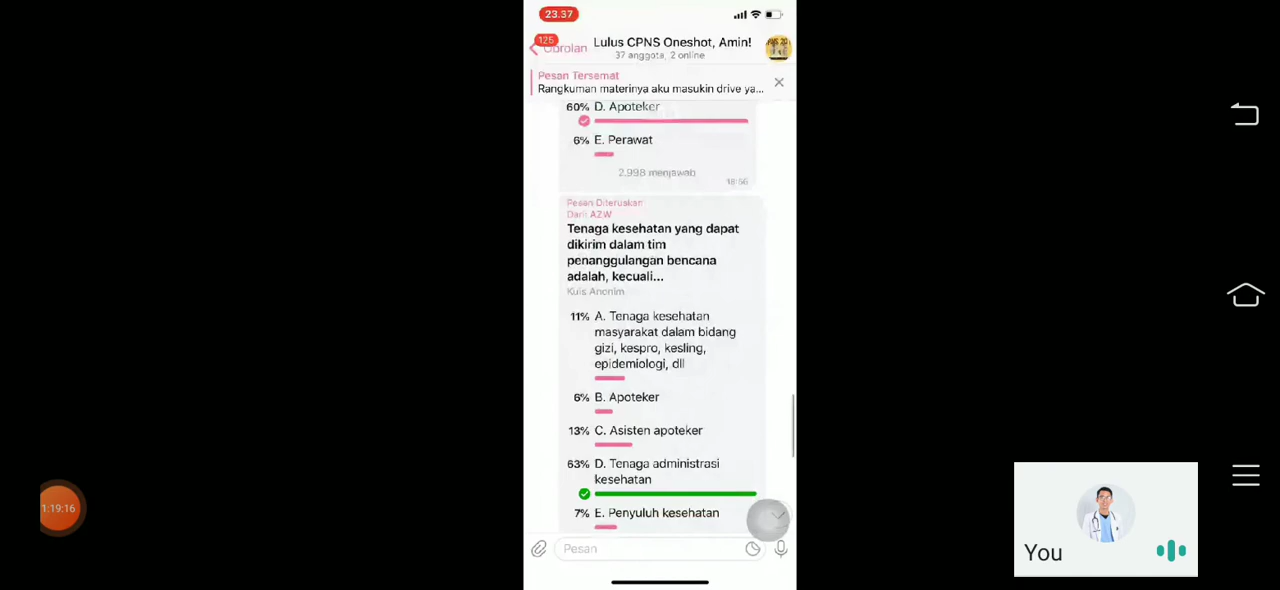 23.37
125
Obrolan
Lulus CPNS Oneshot, Amin!
37 anggota, 2 online
Pesan Tersemat
Rangkuman materinya aku masukin drive ya...
60% D. Apoteker
6% E. Perawat
2.998 menjawab
18:56
Pesan Diteruskan
Dari: AZW
Tenaga kesehatan yang dapat
dikirim dalam tim
penanggulangan bencana
adalah, kecuali...
Kuis Anonim
11% A. Tenaga kesehatan
masyarakat dalam bidang
gizi, kespro, kesling,
epidemiologi, dll
6% B. Apoteker
13% C. Asisten apoteker
63% D. Tenaga administrasi
kesehatan
7% E. Penyuluh kesehatan
Pesan
1:19:16
You